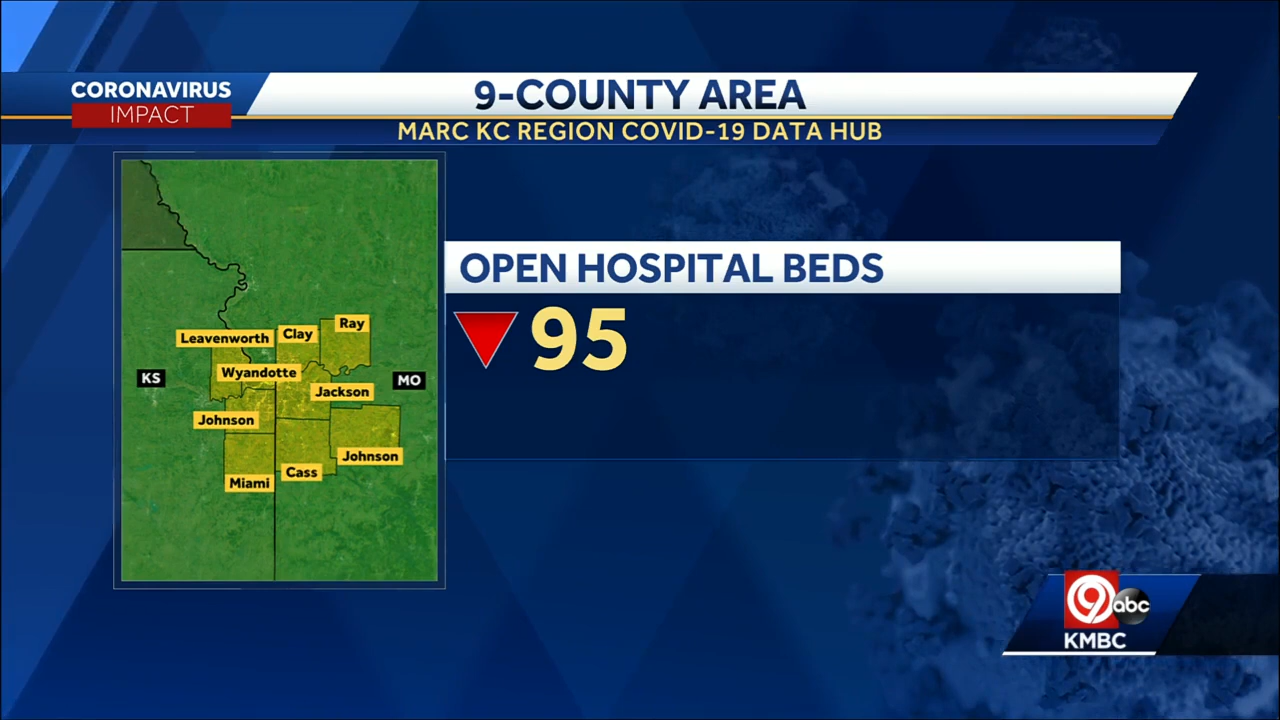 CORONAVIRUS
IMPACT
9-COUNTY AREA
MARC KC REGION COVID-19 DATA HUB
OPEN HOSPITAL BEDS
95
Ray
Clay
Leavenworth
Wyandotte
KS
MO
Jackson
Johnson
Johnson
Cass
Miami
9 abc
KMBC